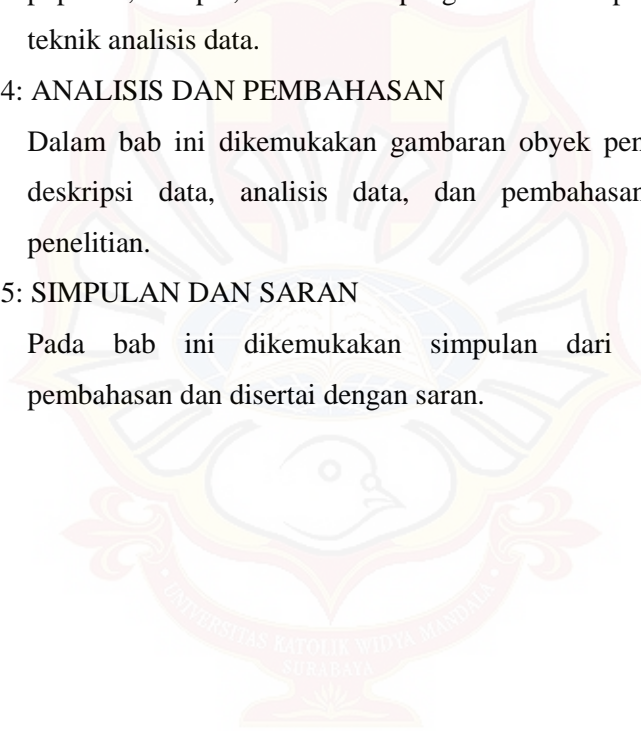 teknik analisis data.
4: ANALISIS DAN PEMBAHASAN
Dalam bab ini dikemukakan gambaran obyek
deskripsi data, analisis data, dan pembahasan
penelitian.
5: SIMPULAN DAN SARAN
Pada bab ini dikemukakan simpulan dari
pembahasan dan disertai dengan saran.
UNIVERSITAS KATOLIK WIDYA MANDALA
SURABAYA